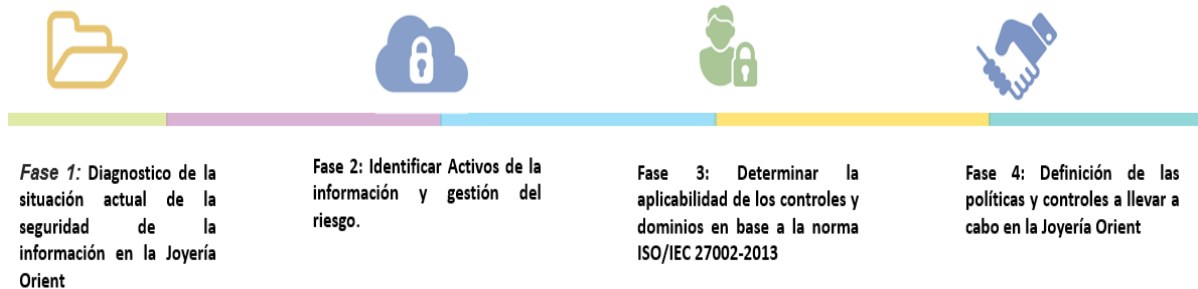 Fase 1: Diagnostico de la
situación actual de la
seguridad de la
información en la Joyería
Orient
Fase 2: Identificar Activos de la
información y gestión del
riesgo.
Fase 3: Determinar la
aplicabilidad de los controles y
dominios en base a la norma
ISO/IEC 27002-2013
Fase 4: Definición de las
políticas y controles a llevar a
cabo en la Joyería Orient